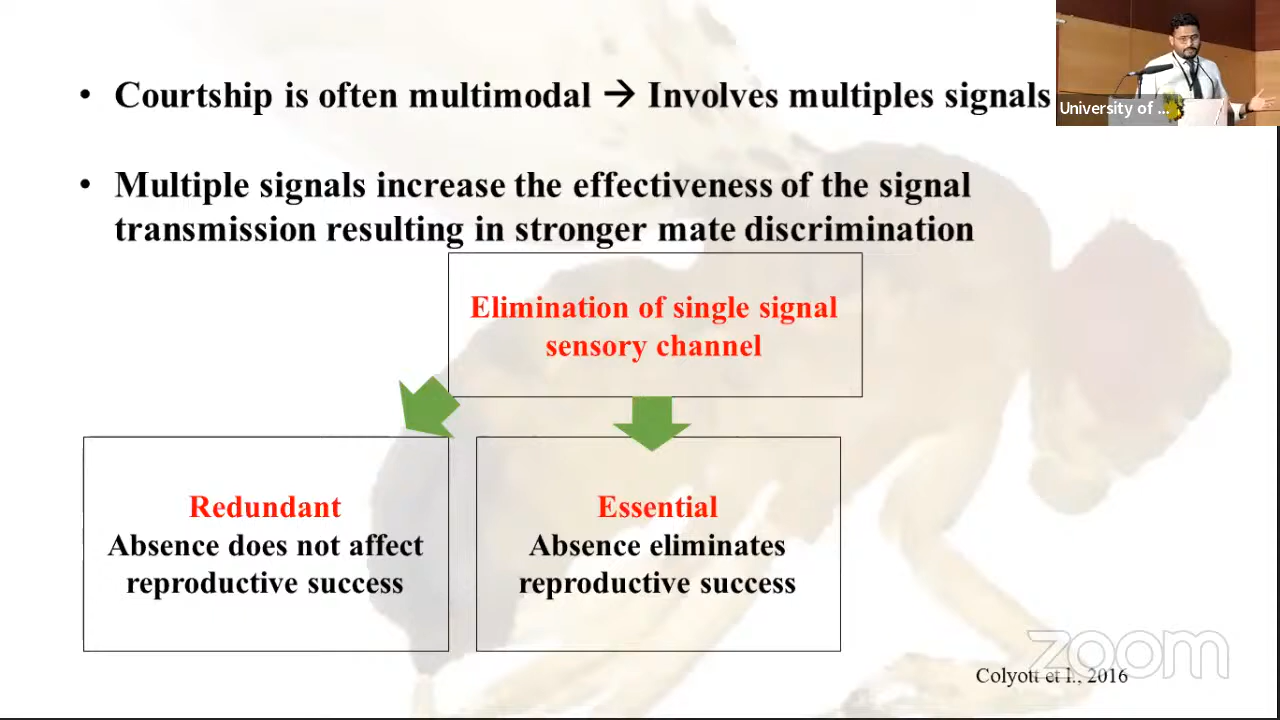 • Courtship is often multimodal → Involves multiples signals
University of ...
• Multiple signals increase the effectiveness of the signal
transmission resulting in stronger mate discrimination
Elimination of single signal
sensory channel
Redundant
Absence does not affect
reproductive success
Essential
Absence eliminates
reproductive success
zoom
Colyott et l., 2016